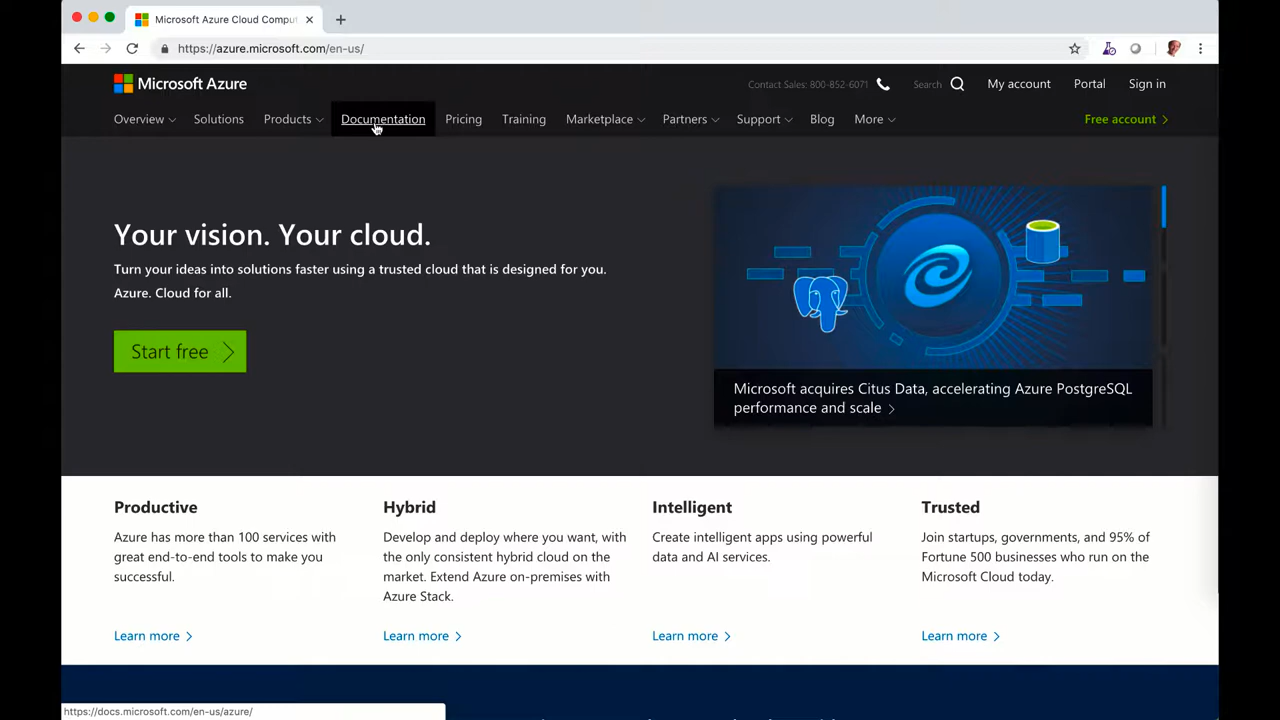 Microsoft Azure Cloud Comput
https://azure.microsoft.com/en-us/
Microsoft Azure
Contact Sales: 800-852-6071
Search
My account
Portal
Sign in
Overview
Solutions
Products
Documentation
Pricing
Training
Marketplace
Partners
Support
Blog
More
Free account
Your vision. Your cloud.
Turn your ideas into solutions faster using a trusted cloud that is designed for you.
Azure. Cloud for all.
Start free
Microsoft acquires Citus Data, accelerating Azure PostgreSQL
performance and scale
Productive
Azure has more than 100 services with
great end-to-end tools to make you
successful.
Learn more
Hybrid
Develop and deploy where you want, with
the only consistent hybrid cloud on the
market. Extend Azure on-premises with
Azure Stack.
Learn more
Intelligent
Create intelligent apps using powerful
data and AI services.
Learn more
Trusted
Join startups, governments, and 95% of
Fortune 500 businesses who run on the
Microsoft Cloud today.
Learn more
https://docs.microsoft.com/en-us/azure/